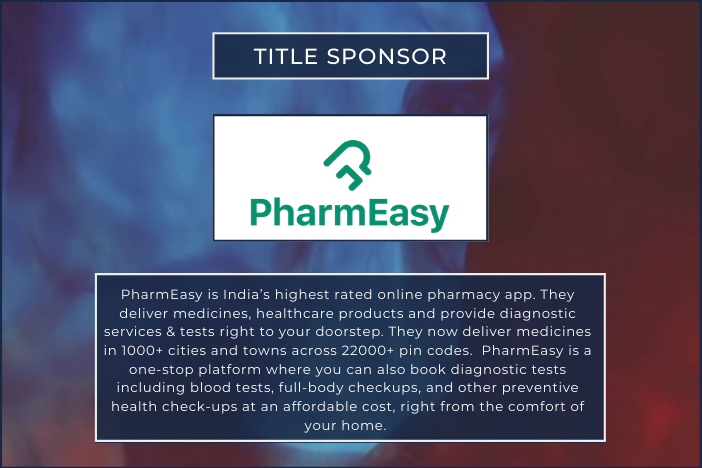 TITLE SPONSOR
PharmEasy
PharmEasy is India’s highest rated online pharmacy app. They
deliver medicines, healthcare products and provide diagnostic
services & tests right to your doorstep. They now deliver medicines
in 1000+ cities and towns across 22000+ pin codes.  PharmEasy is a
one-stop platform where you can also book diagnostic tests
including blood tests, full-body checkups, and other preventive
health check-ups at an affordable cost, right from the comfort of
your home.